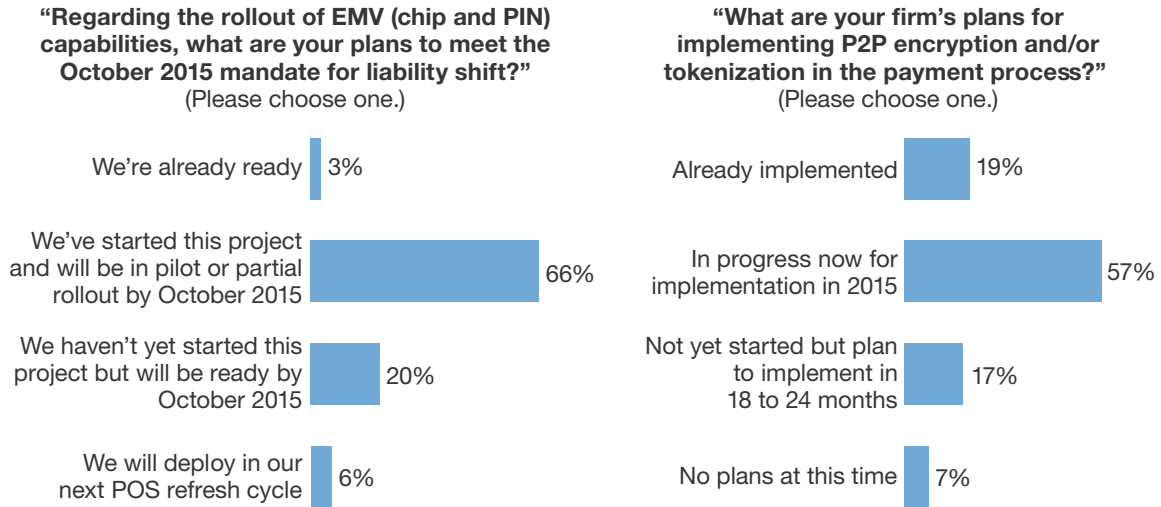 “Regarding the rollout of EMV (chip and PIN)
capabilities, what are your plans to meet the
October 2015 mandate for liability shift?”
(Please choose one.)
We’re already ready
3%
We’ve started this project
and will be in pilot or partial
rollout by October 2015
66%
We haven’t yet started this
project but will be ready by
October 2015
20%
We will deploy in our
next POS refresh cycle
6%
“What are your firm’s plans for
implementing P2P encryption and/or
tokenization in the payment process?”
(Please choose one.)
Already implemented
19%
In progress now for
implementation in 2015
57%
Not yet started but plan
to implement in
18 to 24 months
17%
No plans at this time
7%